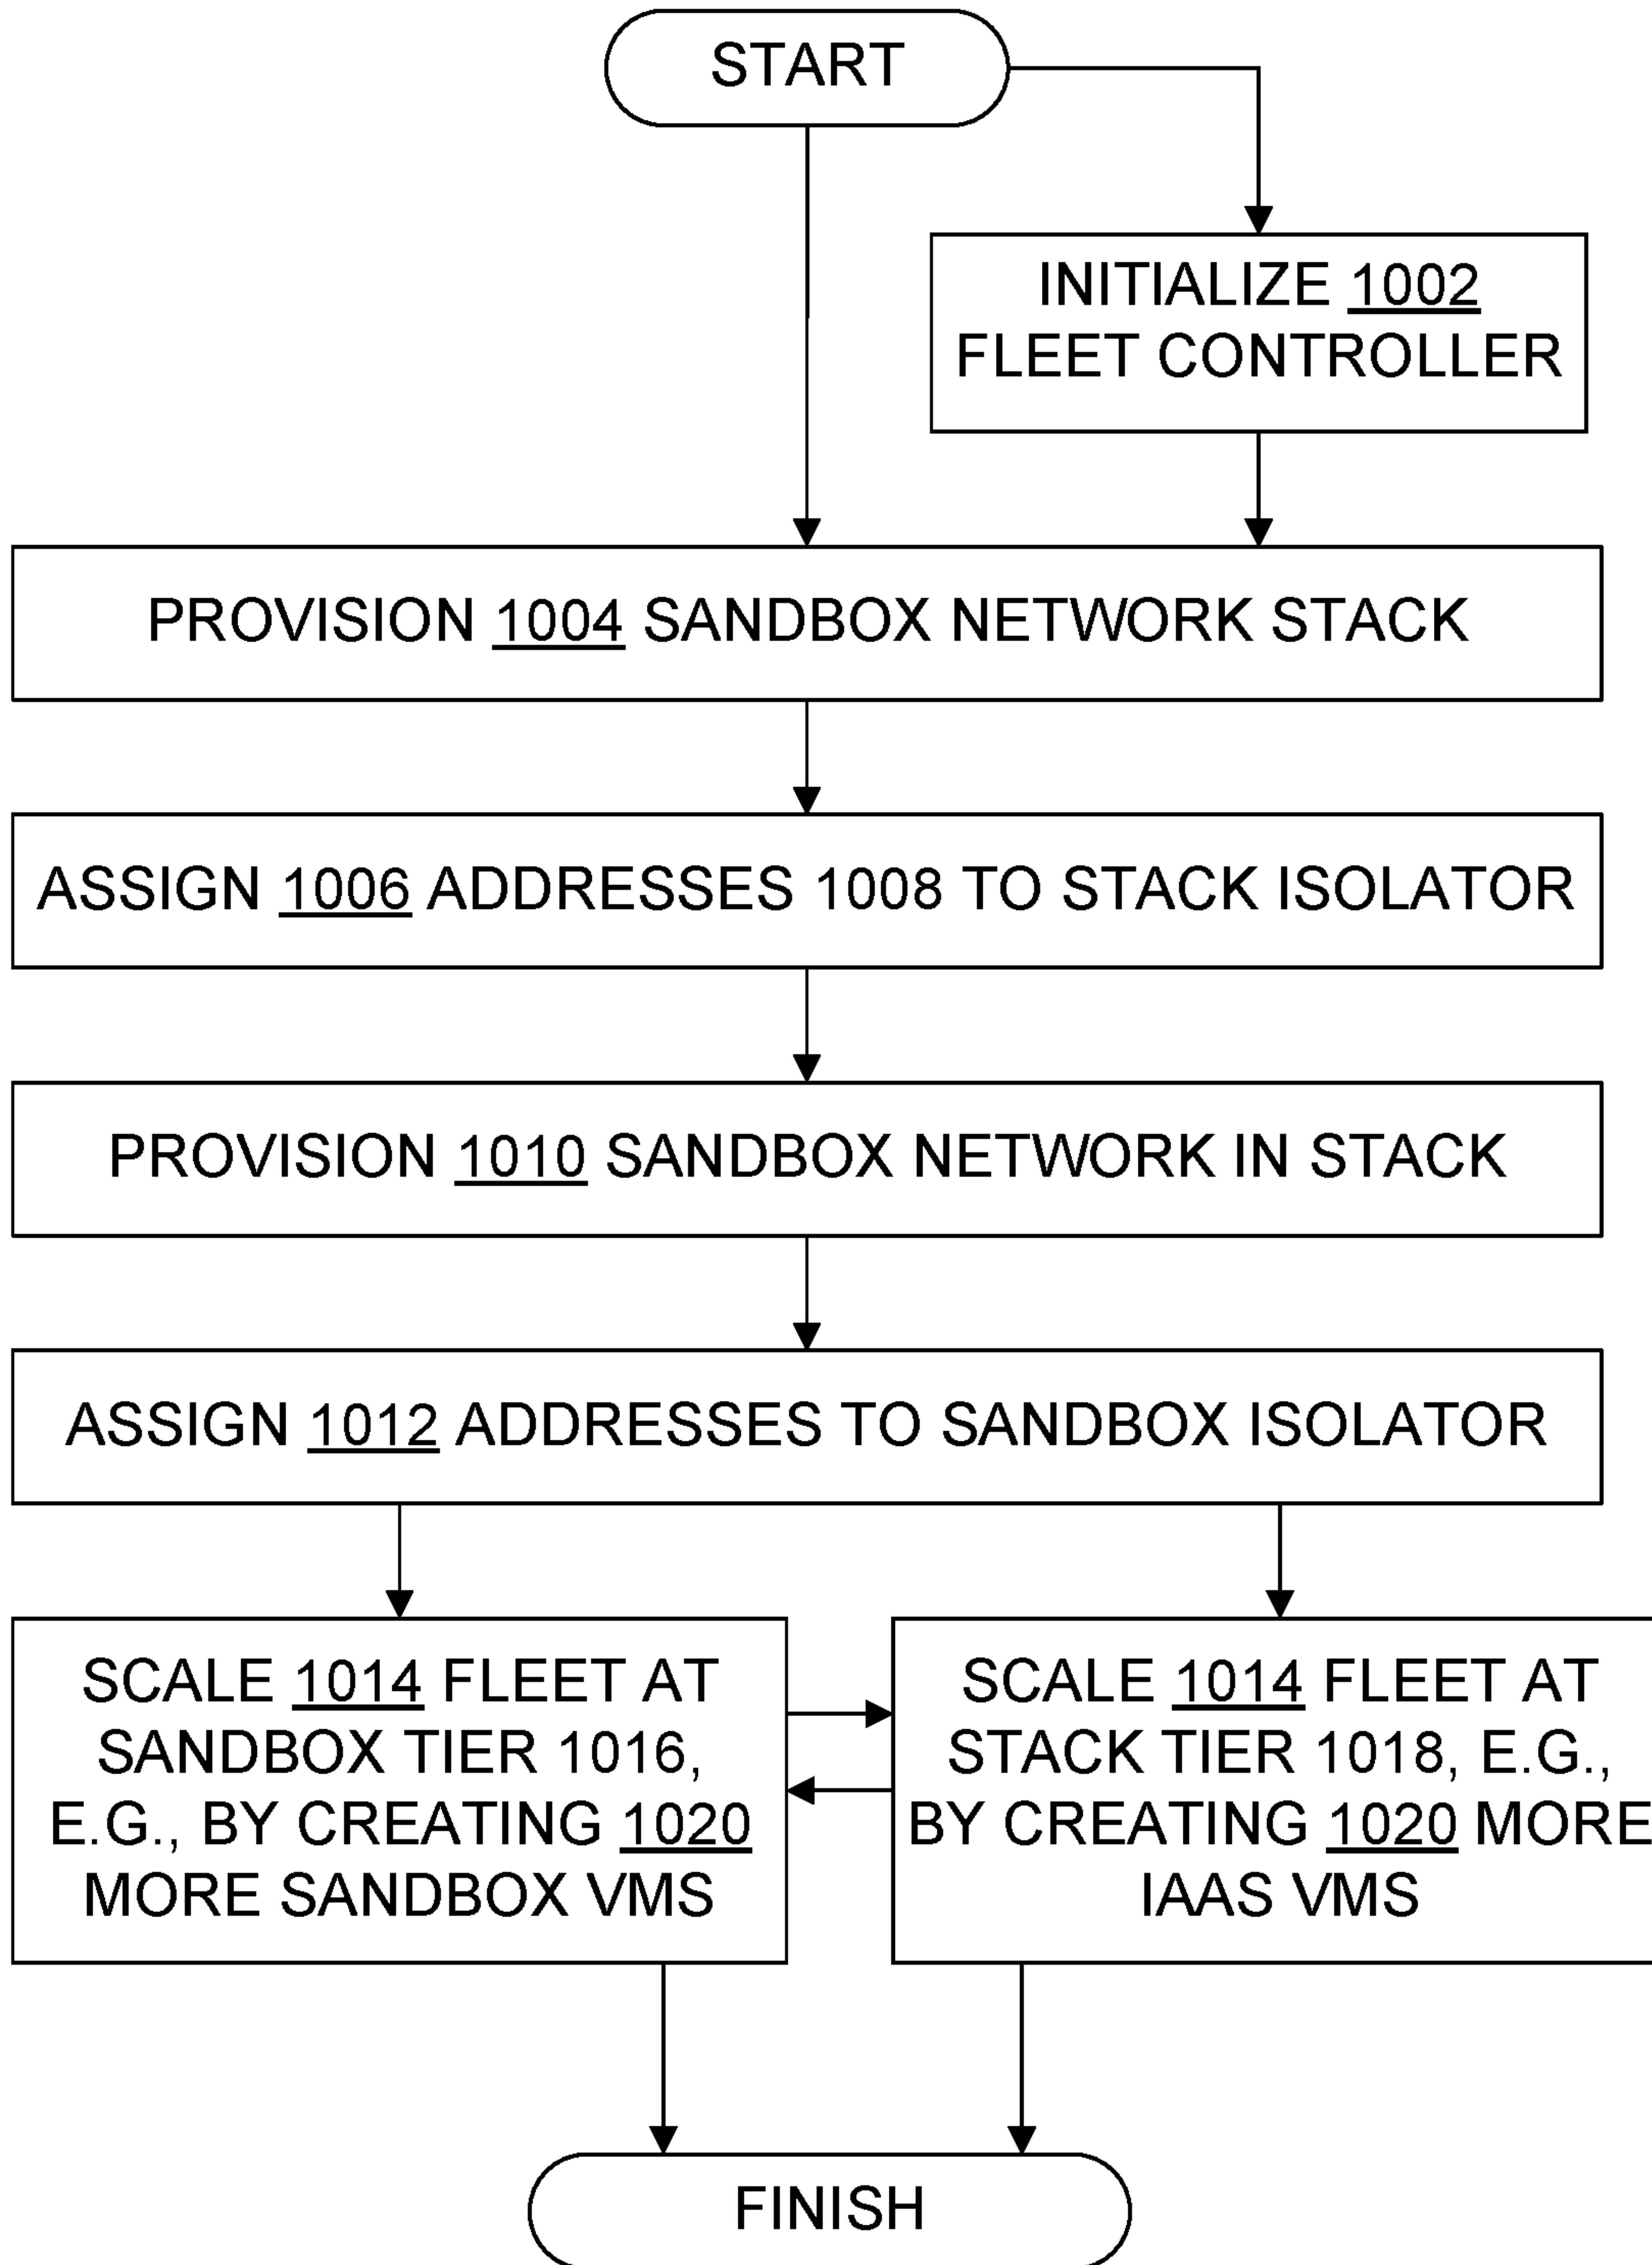 START
INITIALIZE 1002
FLEET CONTROLLER
PROVISION 1004 SANDBOX NETWORK STACK
ASSIGN 1006 ADDRESSES 1008 TO STACK ISOLATOR
PROVISION 1010 SANDBOX NETWORK IN STACK
ASSIGN 1012 ADDRESSES TO SANDBOX ISOLATOR
SCALE 1014 FLEET AT
SANDBOX TIER 1016,
E.G., BY CREATING 1020
MORE SANDBOX VMS
SCALE 1014 FLEET AT
STACK TIER 1018, E.G.,
BY CREATING 1020 MORE
IAAS VMS
FINISH